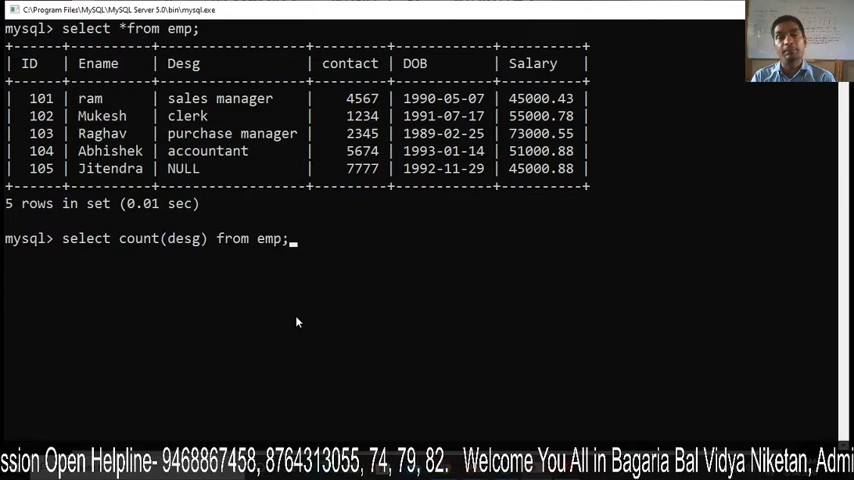 C:\Program Files\MySQL\MySQL Server 5.0\bin\mysql.exe
mysql> select *from emp;
+------+----------+------------------+---------+------------+----------+
| ID | Ename | Desg | contact | DOB | Salary |
+------+----------+------------------+---------+------------+----------+
| 101 | ram | sales manager | 4567 | 1990-05-07 | 45000.43 |
| 102 | Mukesh | clerk | 1234 | 1991-07-17 | 55000.78 |
| 103 | Raghav | purchase manager | 2345 | 1989-02-25 | 73000.55 |
| 104 | Abhishek | accountant | 5674 | 1993-01-14 | 51000.88 |
| 105 | Jitendra | NULL | 7777 | 1992-11-29 | 45000.88 |
+------+----------+------------------+---------+------------+----------+
5 rows in set (0.01 sec)
mysql> select count(desg) from emp;
ssion Open Helpline- 9468867458, 8764313055, 74, 79, 82. Welcome You All in Bagaria Bal Vidya Niketan, Admi